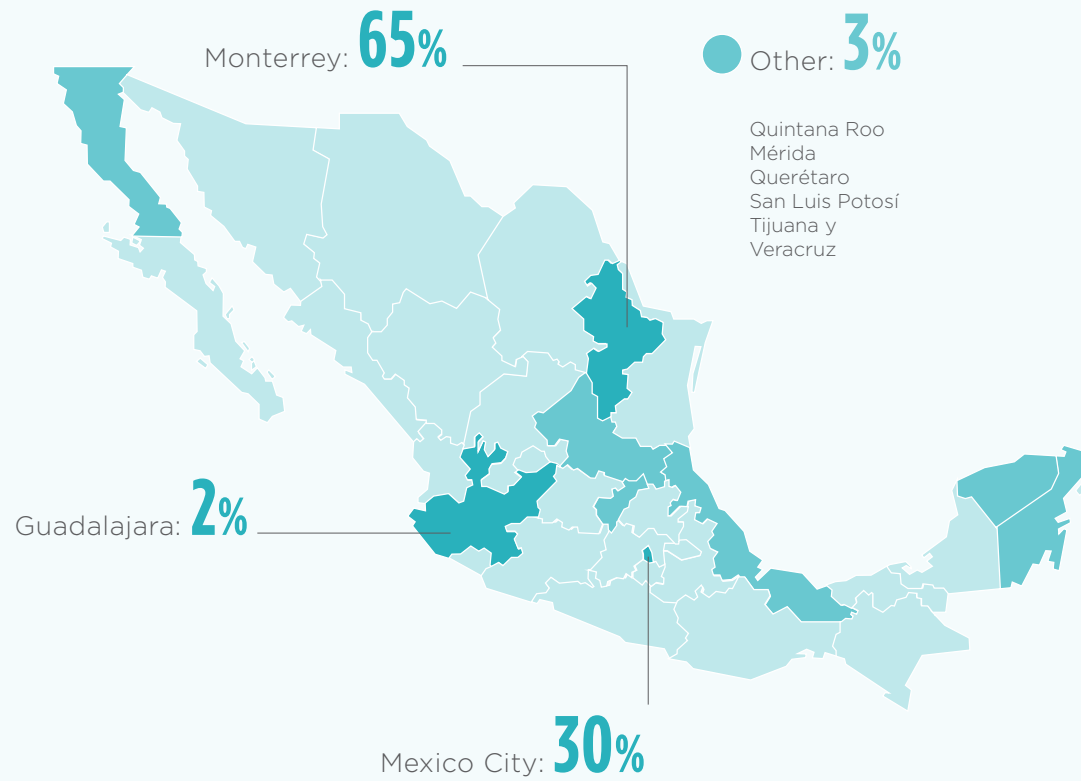 Monterrey: 65%
Other: 3%
Quintana Roo
Mérida
Querétaro
San Luis Potosí
Tijuana y
Veracruz
Guadalajara: 2%
Mexico City: 30%